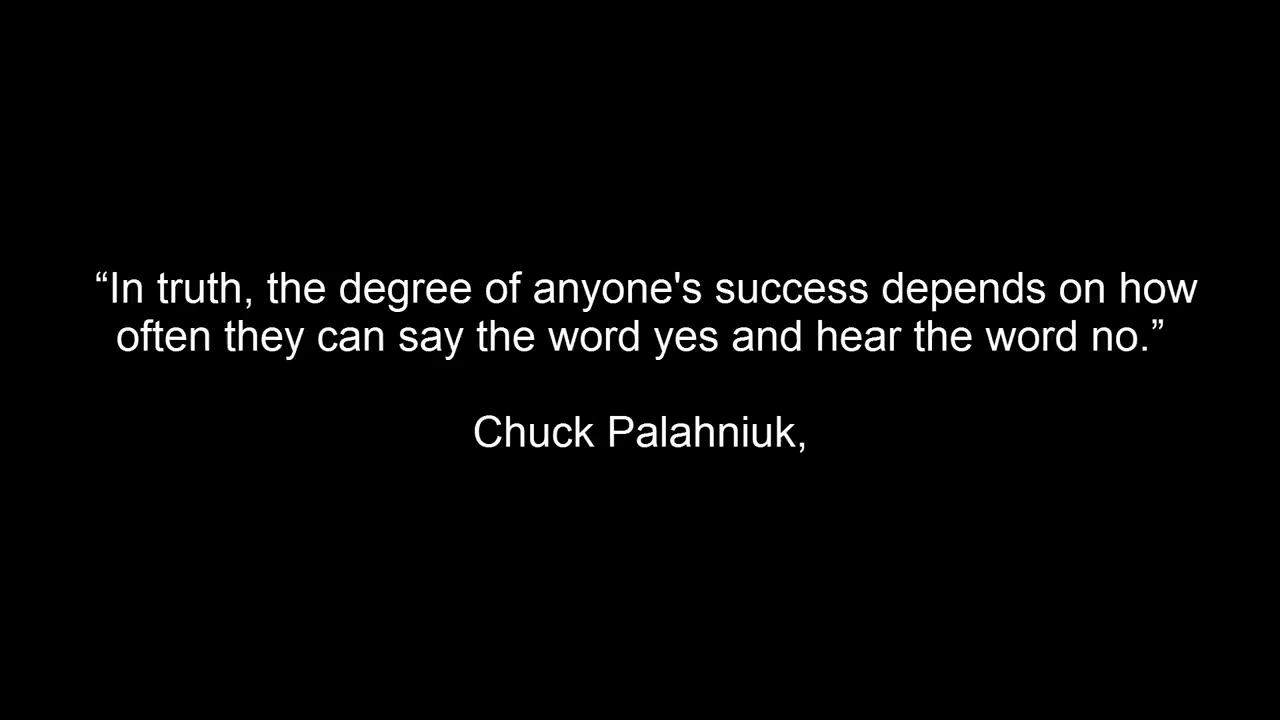 “In truth, the degree of anyone's success depends on how
often they can say the word yes and hear the word no.”
Chuck Palahniuk,